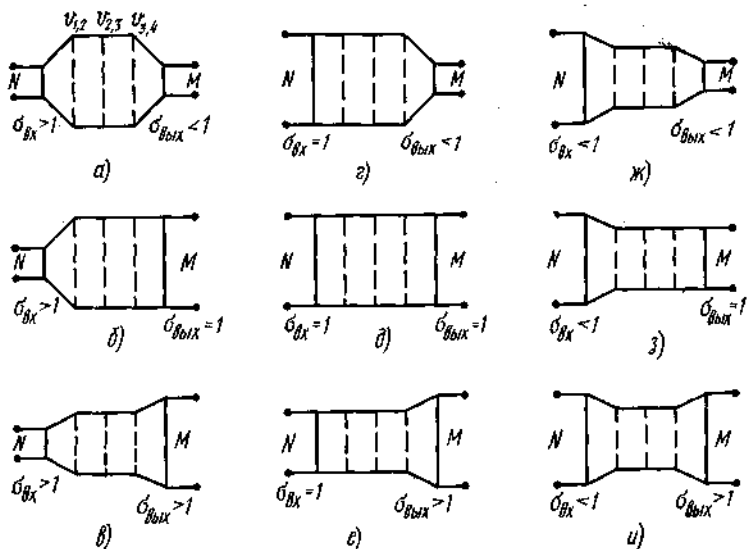 υ₁,₂ υ₂,₃ υ₃,₄
N M
σвх>1 σвых<1
а)
N M
σвх=1 σвых<1
г)
N M
σвх<1 σвых<1
ж)
N M
σвх>1 σвых=1
б)
N M
σвх=1 σвых=1
д)
N M
σвх<1 σвых=1
з)
N M
σвх>1 σвых>1
в)
N M
σвх=1 σвых>1
е)
N M
σвх<1 σвых>1
и)